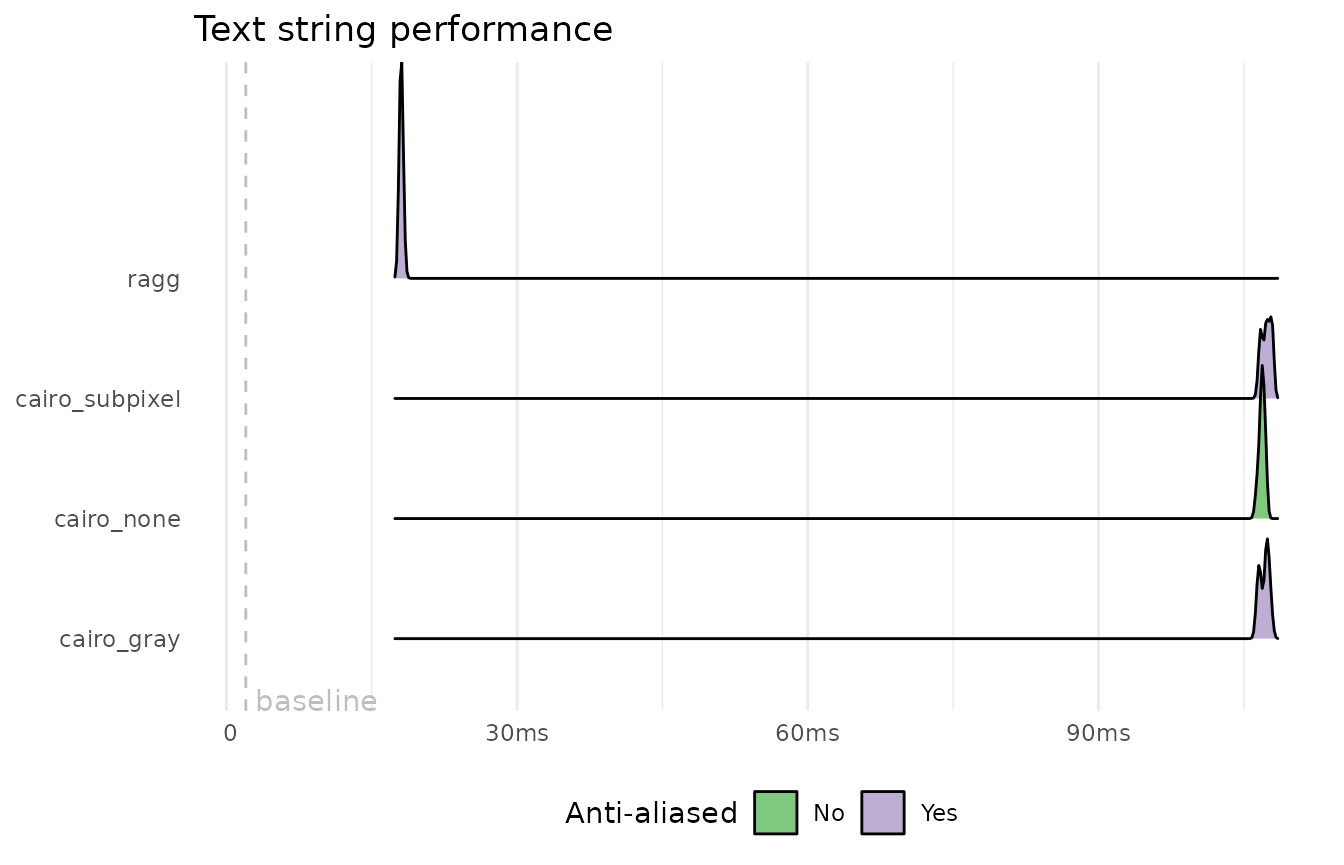 Text string performance
ragg
cairo_subpixel
cairo_none
cairo_gray
baseline
0 30ms 60ms 90ms
Anti-aliased No Yes